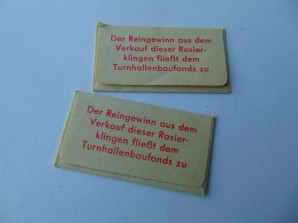 Der Reingewinn aus dem
Verkauf dieser Rasier-
klingen fließt dem
Turnhallenbaufonds zu
Der Reingewinn aus dem
Verkauf dieser Rasier-
klingen fließt dem
Turnhallenbaufonds zu